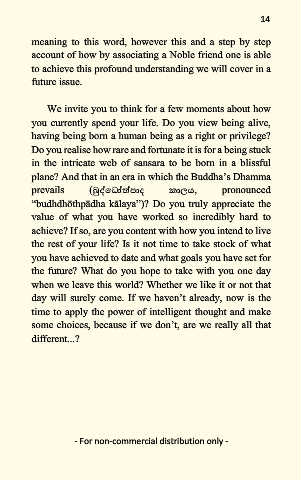 14
meaning to this word, however this and a step by step
account of how by associating a Noble friend one is able
to achieve this profound understanding we will cover in a
future issue.
We invite you to think for a few moments about how
you currently spend your life. Do you view being alive,
having being born a human being as a right or privilege?
Do you realise how rare and fortunate it is for a being stuck
in the intricate web of sansara to be born in a blissful
plane? And that in an era in which the Buddha’s Dhamma
prevails (බුද්ධෝත්පාද කාලය, pronounced
“budhdhōthpādha kālaya”)? Do you truly appreciate the
value of what you have worked so incredibly hard to
achieve? If so, are you content with how you intend to live
the rest of your life? Is it not time to take stock of what
you have achieved to date and what goals you have set for
the future? What do you hope to take with you one day
when we leave this world? Whether we like it or not that
day will surely come. If we haven’t already, now is the
time to apply the power of intelligent thought and make
some choices, because if we don’t, are we really all that
different...?
- For non-commercial distribution only -